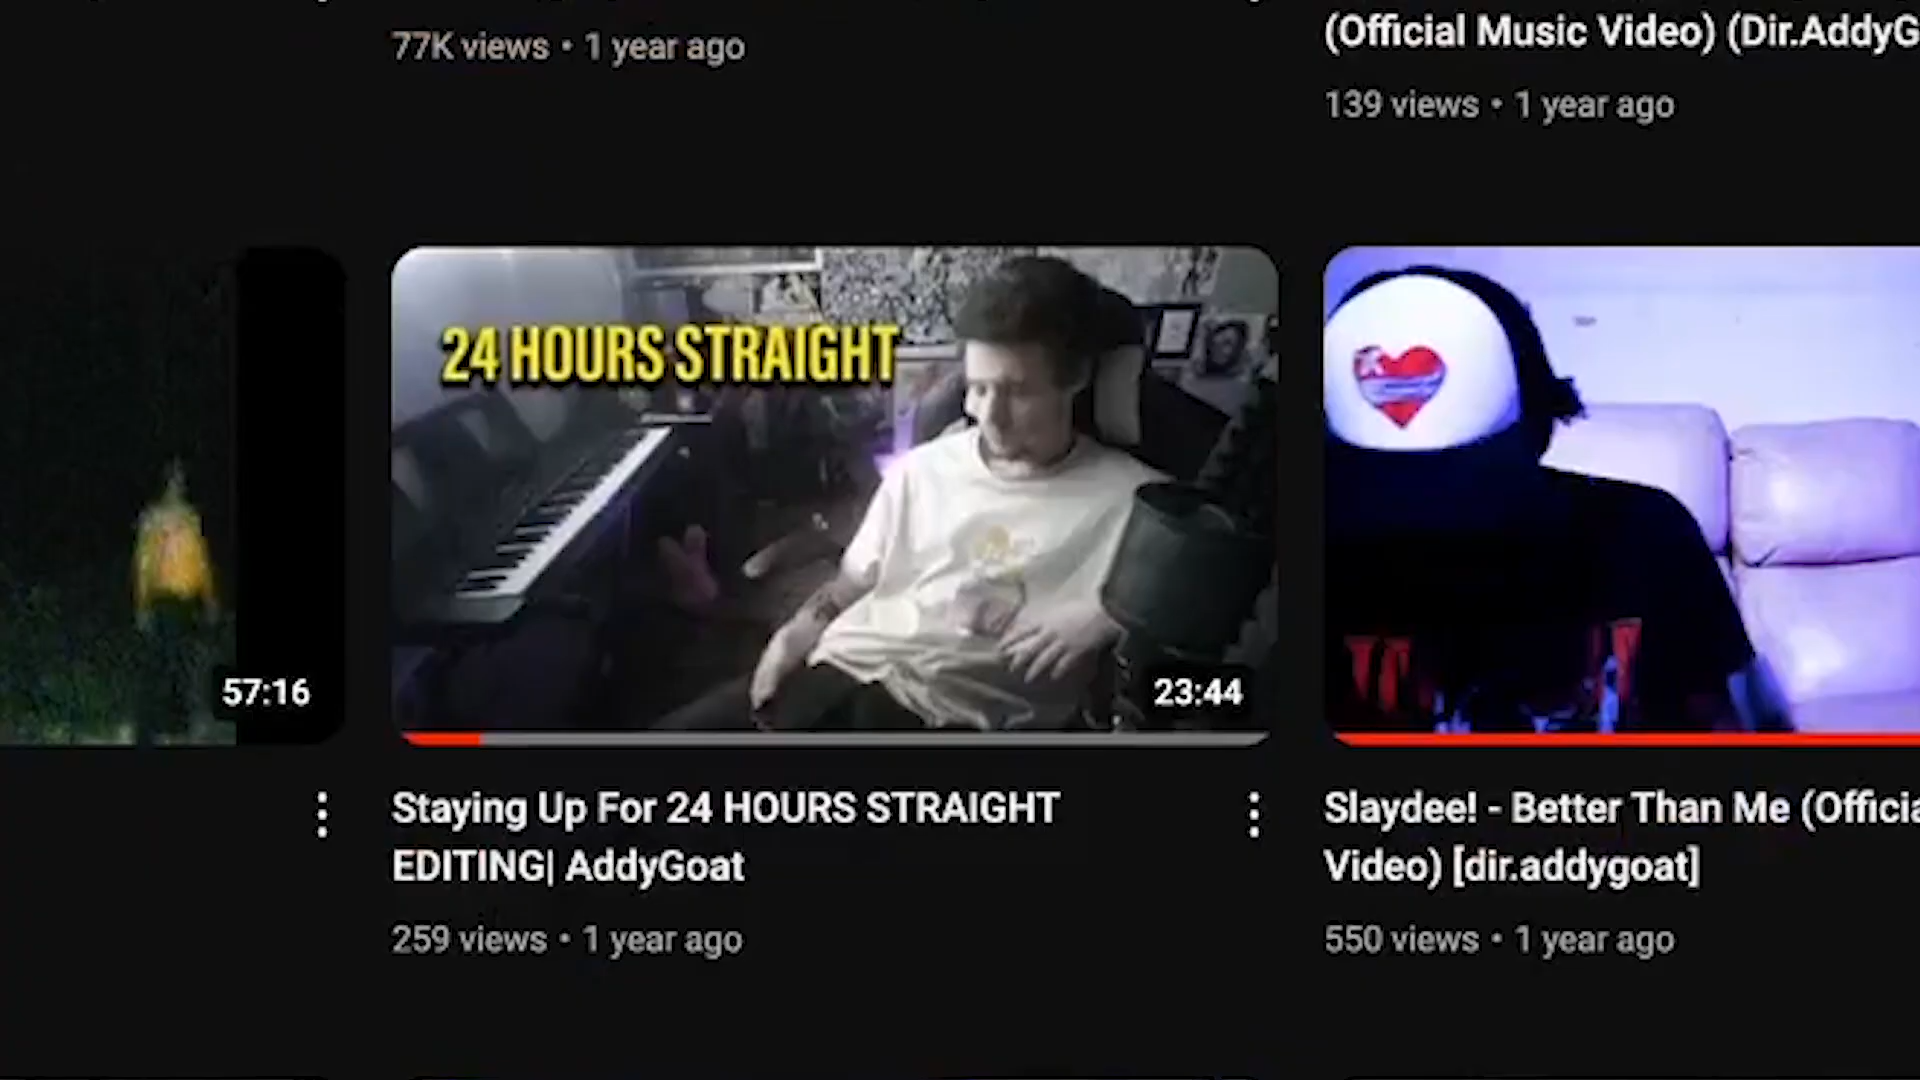 77K views • 1 year ago
(Official Music Video) (Dir.AddyG
139 views • 1 year ago
57:16
24 HOURS STRAIGHT
23:44
Staying Up For 24 HOURS STRAIGHT
EDITING| AddyGoat
259 views • 1 year ago
Slaydee! - Better Than Me (Officia
Video) [dir.addygoat]
550 views • 1 year ago